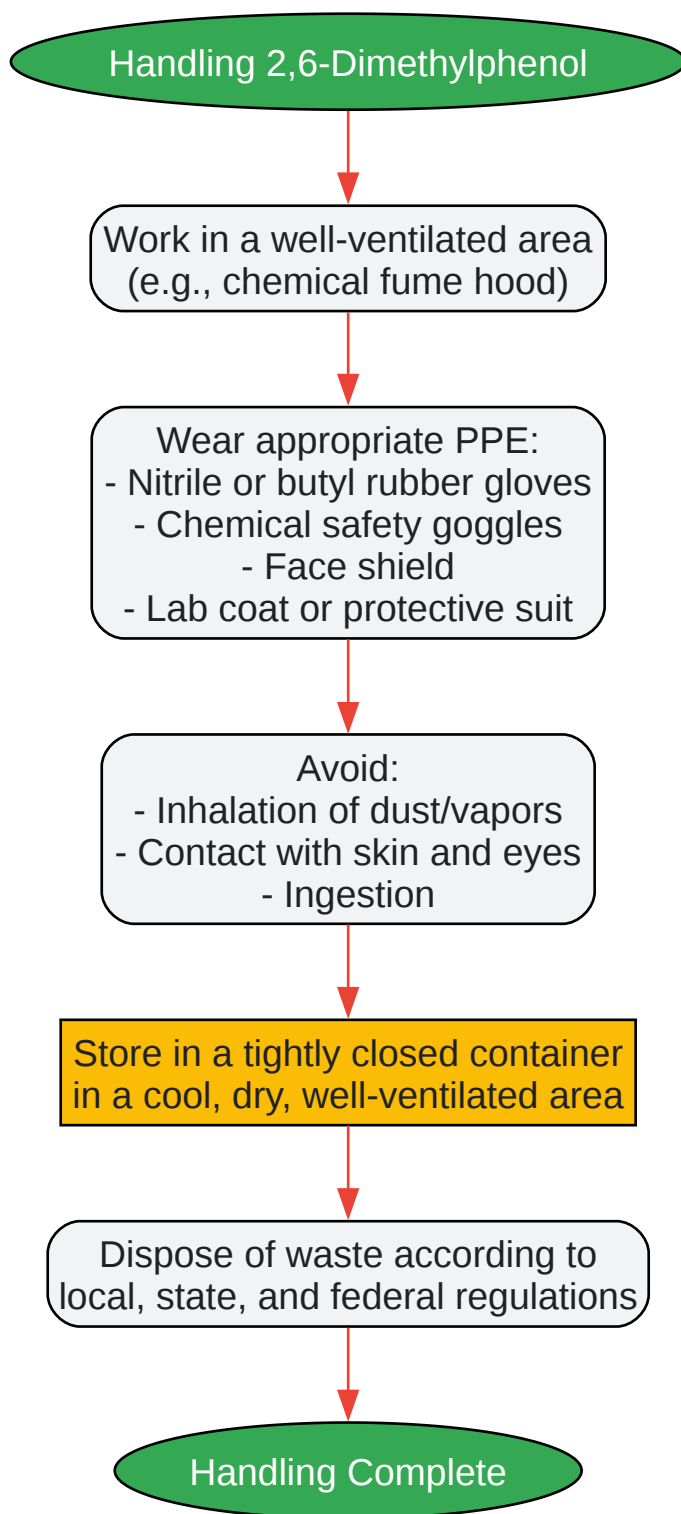 Handling 2,6-Dimethylphenol
Work in a well-ventilated area
(e.g., chemical fume hood)
Wear appropriate PPE:
- Nitrile or butyl rubber gloves
- Chemical safety goggles
- Face shield
- Lab coat or protective suit
Avoid:
- Inhalation of dust/vapors
- Contact with skin and eyes
- Ingestion
Store in a tightly closed container
in a cool, dry, well-ventilated area
Dispose of waste according to
local, state, and federal regulations
Handling Complete